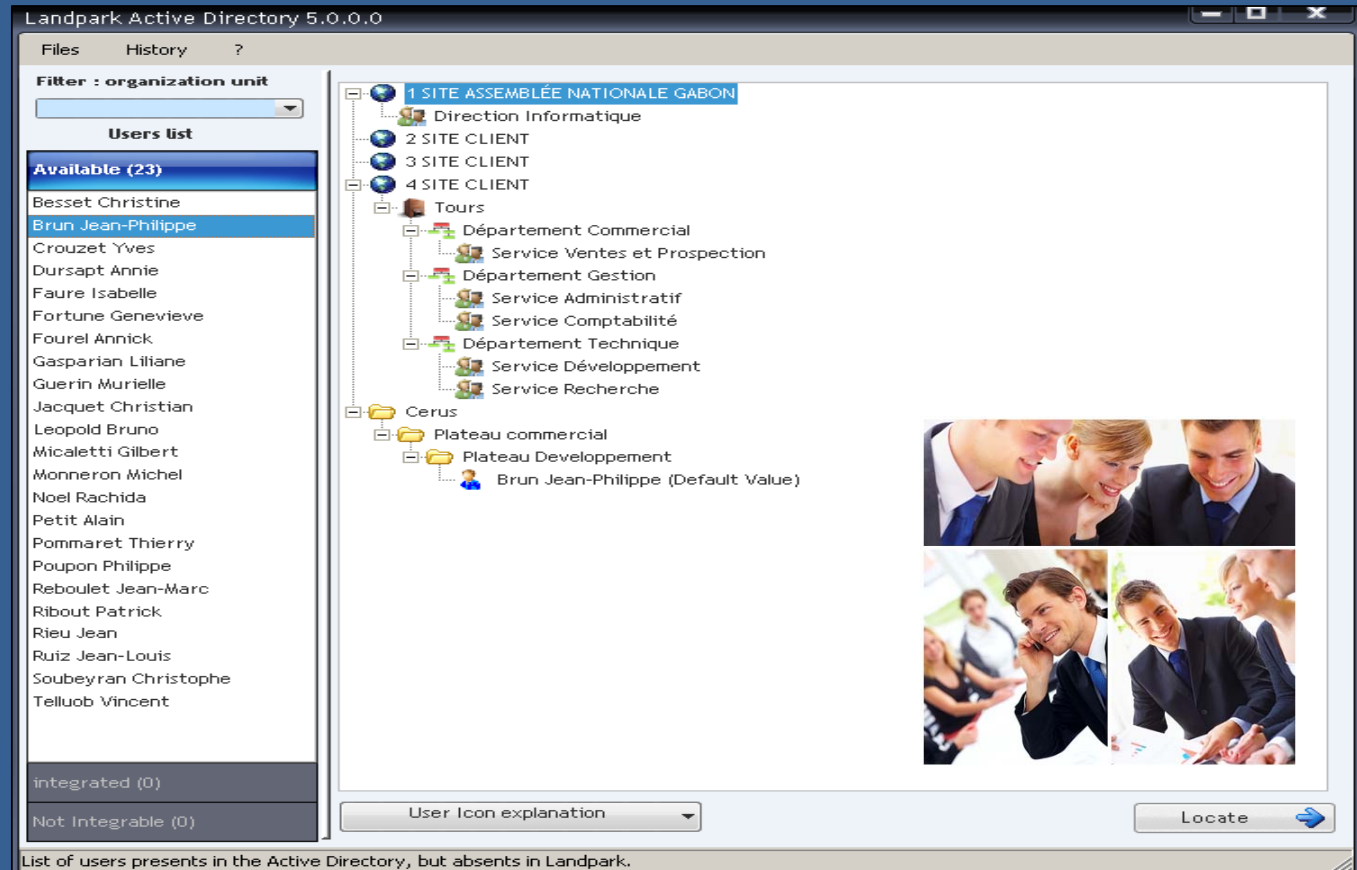 Landpark Active Directory 5.0.0.0
Files History ?
Filter : organization unit
Users list
Available (23)
Besset Christine
Brun Jean-Philippe
Crouzet Yves
Dursapt Annie
Faure Isabelle
Fortune Genevieve
Fourel Annick
Gasparian Liliane
Guerin Murielle
Jacquet Christian
Leopold Bruno
Micaletti Gilbert
Monneron Michel
Noel Rachida
Petit Alain
Pommaret Thierry
Poupon Philippe
Reboulet Jean-Marc
Ribout Patrick
Rieu Jean
Ruiz Jean-Louis
Soubeyran Christophe
Telluob Vincent
integrated (0)
Not Integrable (0)
1 SITE ASSEMBLÉE NATIONALE GABON
Direction Informatique
2 SITE CLIENT
3 SITE CLIENT
4 SITE CLIENT
Tours
Département Commercial
Service Ventes et Prospection
Département Gestion
Service Administratif
Service Comptabilité
Département Technique
Service Développement
Service Recherche
Cerus
Plateau commercial
Plateau Developpement
Brun Jean-Philippe (Default Value)
User Icon explanation
Locate
List of users presents in the Active Directory, but absents in Landpark.